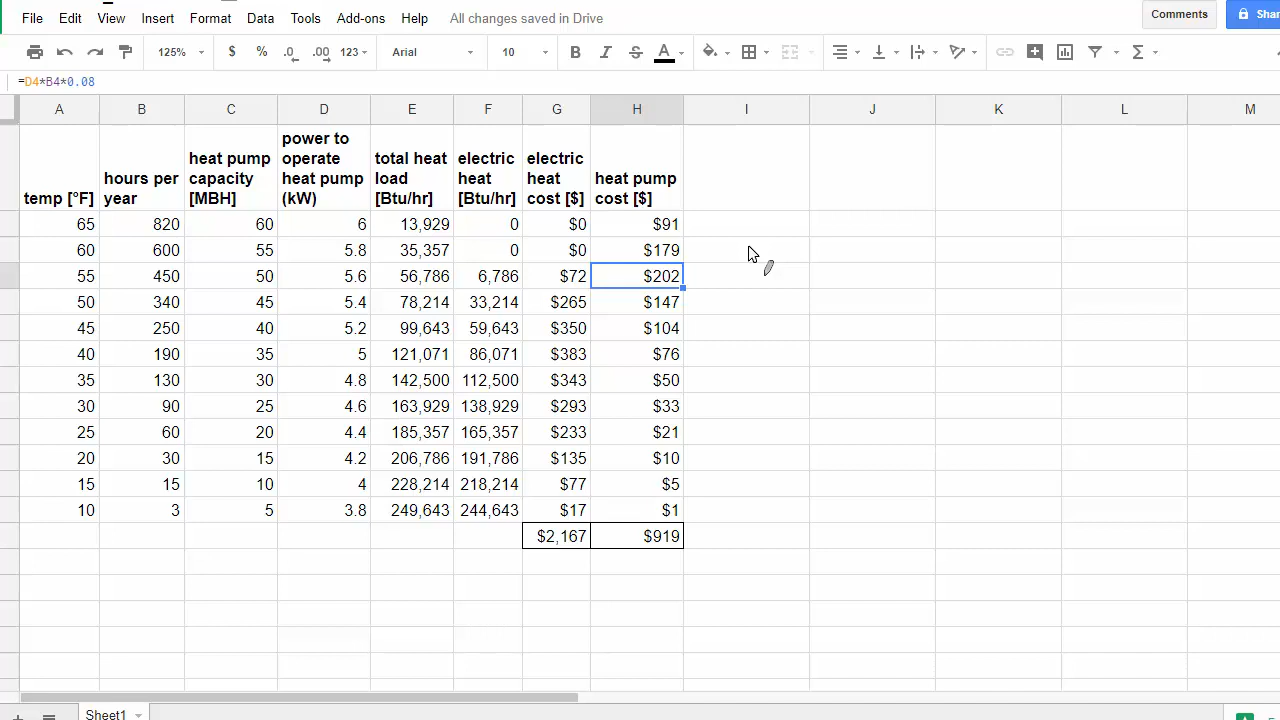 File Edit View Insert Format Data Tools Add-ons Help All changes saved in Drive Comments
125% $ % .0 .00 123 Arial 10 B I S A Σ
=D4*B4*0.08
A B C D E F G H I J K L M
temp [°F] hours per year heat pump capacity [MBH] power to operate heat pump (kW) total heat load [Btu/hr] electric heat [Btu/hr] electric heat cost [$] heat pump cost [$]
65 820 60 6 13,929 0 $0 $91
60 600 55 5.8 35,357 0 $0 $179
55 450 50 5.6 56,786 6,786 $72 $202
50 340 45 5.4 78,214 33,214 $265 $147
45 250 40 5.2 99,643 59,643 $350 $104
40 190 35 5 121,071 86,071 $383 $76
35 130 30 4.8 142,500 112,500 $343 $50
30 90 25 4.6 163,929 138,929 $293 $33
25 60 20 4.4 185,357 165,357 $233 $21
20 30 15 4.2 206,786 191,786 $135 $10
15 15 10 4 228,214 218,214 $77 $5
10 3 5 3.8 249,643 244,643 $17 $1
$2,167 $919
Sheet1